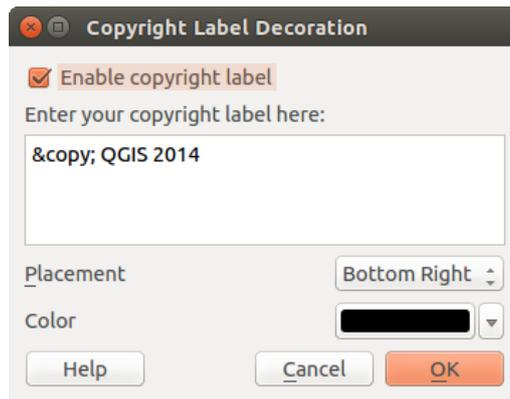 Copyright Label Decoration
Enable copyright label
Enter your copyright label here:
&copy; QGIS 2014
Placement
Bottom Right
Color
Help
Cancel
OK